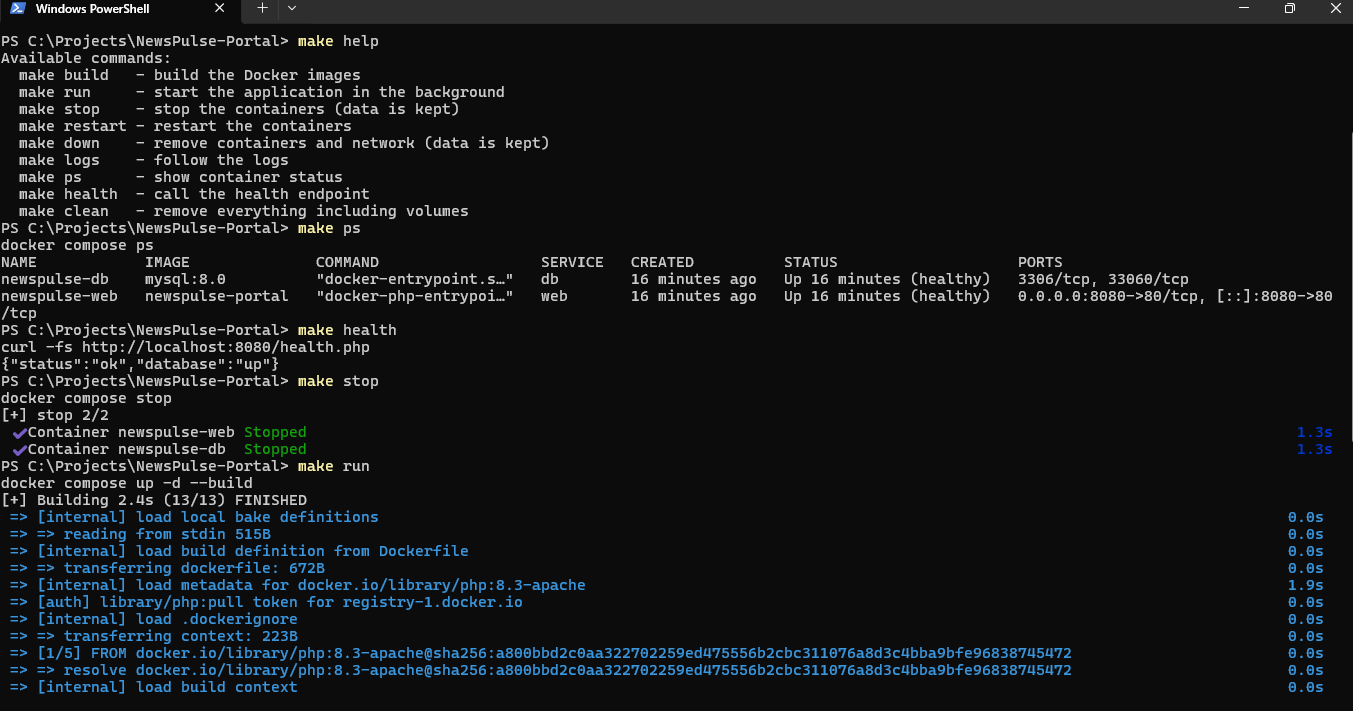 Windows PowerShell
PS C:\Projects\NewsPulse-Portal> make help
Available commands:
  make build   - build the Docker images
  make run     - start the application in the background
  make stop    - stop the containers (data is kept)
  make restart - restart the containers
  make down    - remove containers and network (data is kept)
  make logs    - follow the logs
  make ps      - show container status
  make health  - call the health endpoint
  make clean   - remove everything including volumes
PS C:\Projects\NewsPulse-Portal> make ps
docker compose ps
NAME            IMAGE              COMMAND                  SERVICE   CREATED          STATUS                    PORTS
newspulse-db    mysql:8.0          "docker-entrypoint.s…"   db        16 minutes ago   Up 16 minutes (healthy)   3306/tcp, 33060/tcp
newspulse-web   newspulse-portal   "docker-php-entrypoi…"   web       16 minutes ago   Up 16 minutes (healthy)   0.0.0.0:8080->80/tcp, [::]:8080->80
/tcp
PS C:\Projects\NewsPulse-Portal> make health
curl -fs http://localhost:8080/health.php
{"status":"ok","database":"up"}
PS C:\Projects\NewsPulse-Portal> make stop
docker compose stop
[+] stop 2/2
 ✔Container newspulse-web Stopped 1.3s
 ✔Container newspulse-db  Stopped 1.3s
PS C:\Projects\NewsPulse-Portal> make run
docker compose up -d --build
[+] Building 2.4s (13/13) FINISHED
 => [internal] load local bake definitions 0.0s
 => => reading from stdin 515B 0.0s
 => [internal] load build definition from Dockerfile 0.0s
 => => transferring dockerfile: 672B 0.0s
 => [internal] load metadata for docker.io/library/php:8.3-apache 1.9s
 => [auth] library/php:pull token for registry-1.docker.io 0.0s
 => [internal] load .dockerignore 0.0s
 => => transferring context: 223B 0.0s
 => [1/5] FROM docker.io/library/php:8.3-apache@sha256:a800bbd2c0aa322702259ed475556b2cbc311076a8d3c4bba9bfe96838745472 0.0s
 => => resolve docker.io/library/php:8.3-apache@sha256:a800bbd2c0aa322702259ed475556b2cbc311076a8d3c4bba9bfe96838745472 0.0s
 => [internal] load build context 0.0s